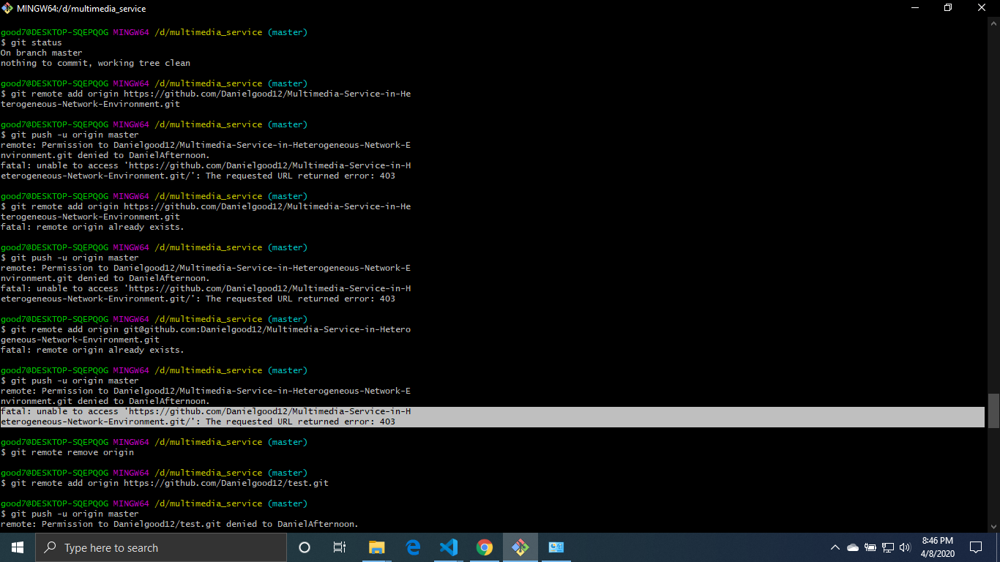 MINGW64:/d/multimedia_service
good7@DESKTOP-SQEPQOG MINGW64 /d/multimedia_service (master)
$ git status
On branch master
nothing to commit, working tree clean
good7@DESKTOP-SQEPQOG MINGW64 /d/multimedia_service (master)
$ git remote add origin https://github.com/Danielgood12/Multimedia-Service-in-He
terogeneous-Network-Environment.git
good7@DESKTOP-SQEPQOG MINGW64 /d/multimedia_service (master)
$ git push -u origin master
remote: Permission to Danielgood12/Multimedia-Service-in-Heterogeneous-Network-E
nvironment.git denied to DanielAfternoon.
fatal: unable to access 'https://github.com/Danielgood12/Multimedia-Service-in-H
eterogeneous-Network-Environment.git/': The requested URL returned error: 403
good7@DESKTOP-SQEPQOG MINGW64 /d/multimedia_service (master)
$ git remote add origin https://github.com/Danielgood12/Multimedia-Service-in-He
terogeneous-Network-Environment.git
fatal: remote origin already exists.
good7@DESKTOP-SQEPQOG MINGW64 /d/multimedia_service (master)
$ git push -u origin master
remote: Permission to Danielgood12/Multimedia-Service-in-Heterogeneous-Network-E
nvironment.git denied to DanielAfternoon.
fatal: unable to access 'https://github.com/Danielgood12/Multimedia-Service-in-H
eterogeneous-Network-Environment.git/': The requested URL returned error: 403
good7@DESKTOP-SQEPQOG MINGW64 /d/multimedia_service (master)
$ git remote add origin git@github.com:Danielgood12/Multimedia-Service-in-Hetero
geneous-Network-Environment.git
fatal: remote origin already exists.
good7@DESKTOP-SQEPQOG MINGW64 /d/multimedia_service (master)
$ git push -u origin master
remote: Permission to Danielgood12/Multimedia-Service-in-Heterogeneous-Network-E
nvironment.git denied to DanielAfternoon.
fatal: unable to access 'https://github.com/Danielgood12/Multimedia-Service-in-H
eterogeneous-Network-Environment.git/': The requested URL returned error: 403
good7@DESKTOP-SQEPQOG MINGW64 /d/multimedia_service (master)
$ git remote remove origin
good7@DESKTOP-SQEPQOG MINGW64 /d/multimedia_service (master)
$ git remote add origin https://github.com/Danielgood12/test.git
good7@DESKTOP-SQEPQOG MINGW64 /d/multimedia_service (master)
$ git push -u origin master
remote: Permission to Danielgood12/test.git denied to DanielAfternoon.
Type here to search
8:46 PM
4/8/2020